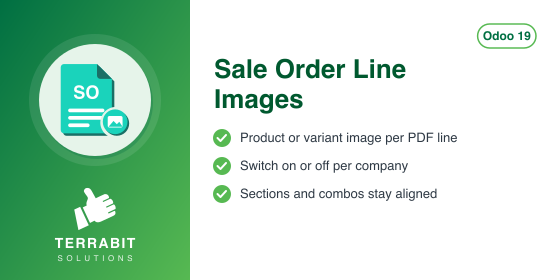 Odoo 19
SO
Sale Order Line
Images
Product or variant image per PDF line
Switch on or off per company
Sections and combos stay aligned
TERRABIT
SOLUTIONS